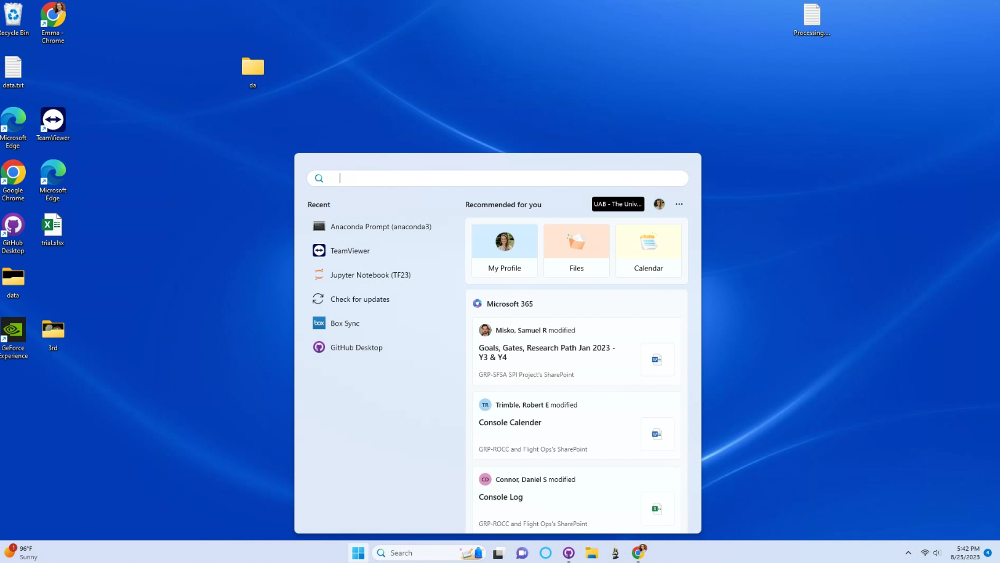 Recycle Bin
Emma -
Chrome
data.txt
Microsoft
Edge
TeamViewer
Google
Chrome
Microsoft
Edge
GitHub
Desktop
trial.xlsx
data
GeForce
Experience
3rd
da
Processing....
Recent
Anaconda Prompt (anaconda3)
TeamViewer
Jupyter Notebook (TF23)
Check for updates
box
Box Sync
GitHub Desktop
Recommended for you
UAB - The Univ...
My Profile
Files
Calendar
Microsoft 365
Misko, Samuel R modified
Goals, Gates, Research Path Jan 2023 -
Y3 & Y4
GRP-SFSA SPI Project's SharePoint
TR
Trimble, Robert E modified
Console Calender
GRP-ROCC and Flight Ops's SharePoint
CD
Connor, Daniel S modified
Console Log
GRP-ROCC and Flight Ops's SharePoint
1
96°F
Sunny
Search
5:42 PM
8/25/2023
4